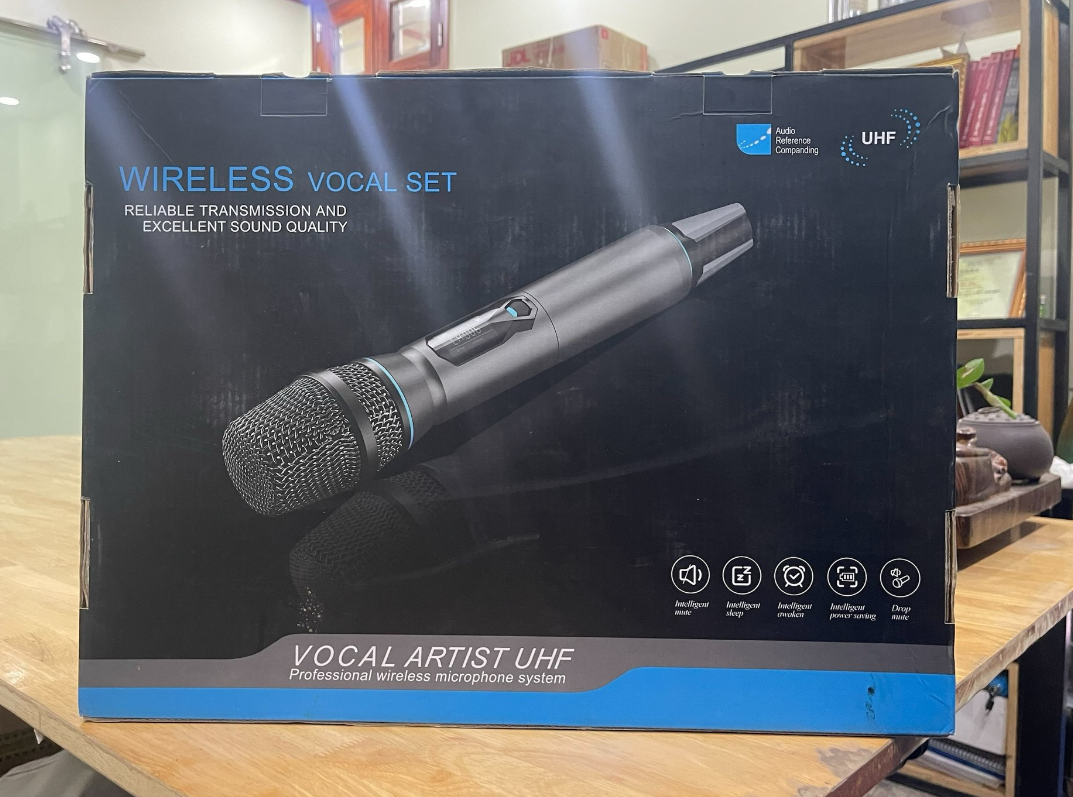 Audio
Reference
Companding
UHF
WIRELESS VOCAL SET
RELIABLE TRANSMISSION AND
EXCELLENT SOUND QUALITY
Intelligent
mute
Intelligent
sleep
Intelligent
awaken
Intelligent
power saving
Drop
mute
VOCAL ARTIST UHF
Professional wireless microphone system